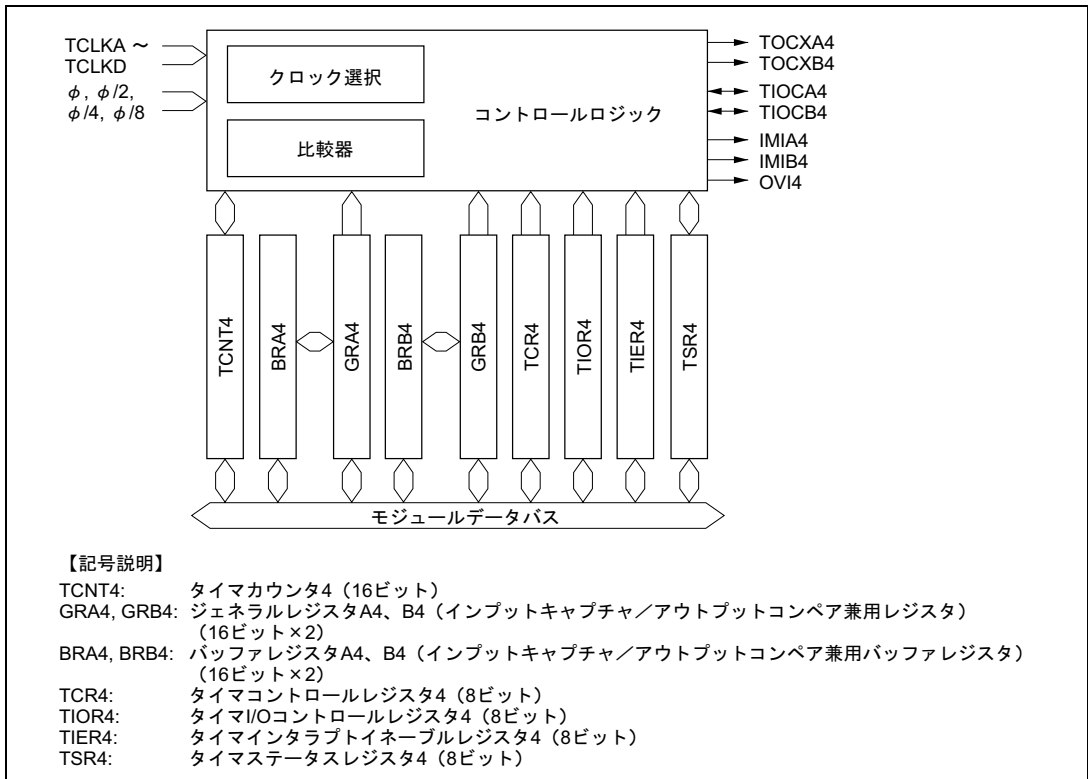 TCLKA ～
TCLKD
φ, φ/2,
φ/4, φ/8
クロック選択
比較器
コントロールロジック
TOCXA4
TOCXB4
TIOCA4
TIOCB4
IMIA4
IMIB4
OVI4
TCNT4
BRA4
GRA4
BRB4
GRB4
TCR4
TIOR4
TIER4
TSR4
モジュールデータバス
【記号説明】
TCNT4: タイマカウンタ4（16ビット）
GRA4, GRB4: ジェネラルレジスタA4、B4（インプットキャプチャ／アウトプットコンペア兼用レジスタ）
（16ビット×2）
BRA4, BRB4: バッファレジスタA4、B4（インプットキャプチャ／アウトプットコンペア兼用バッファレジスタ）
（16ビット×2）
TCR4: タイマコントロールレジスタ4（8ビット）
TIOR4: タイマI/Oコントロールレジスタ4（8ビット）
TIER4: タイマインタラプトイネーブルレジスタ4（8ビット）
TSR4: タイマステータスレジスタ4（8ビット）